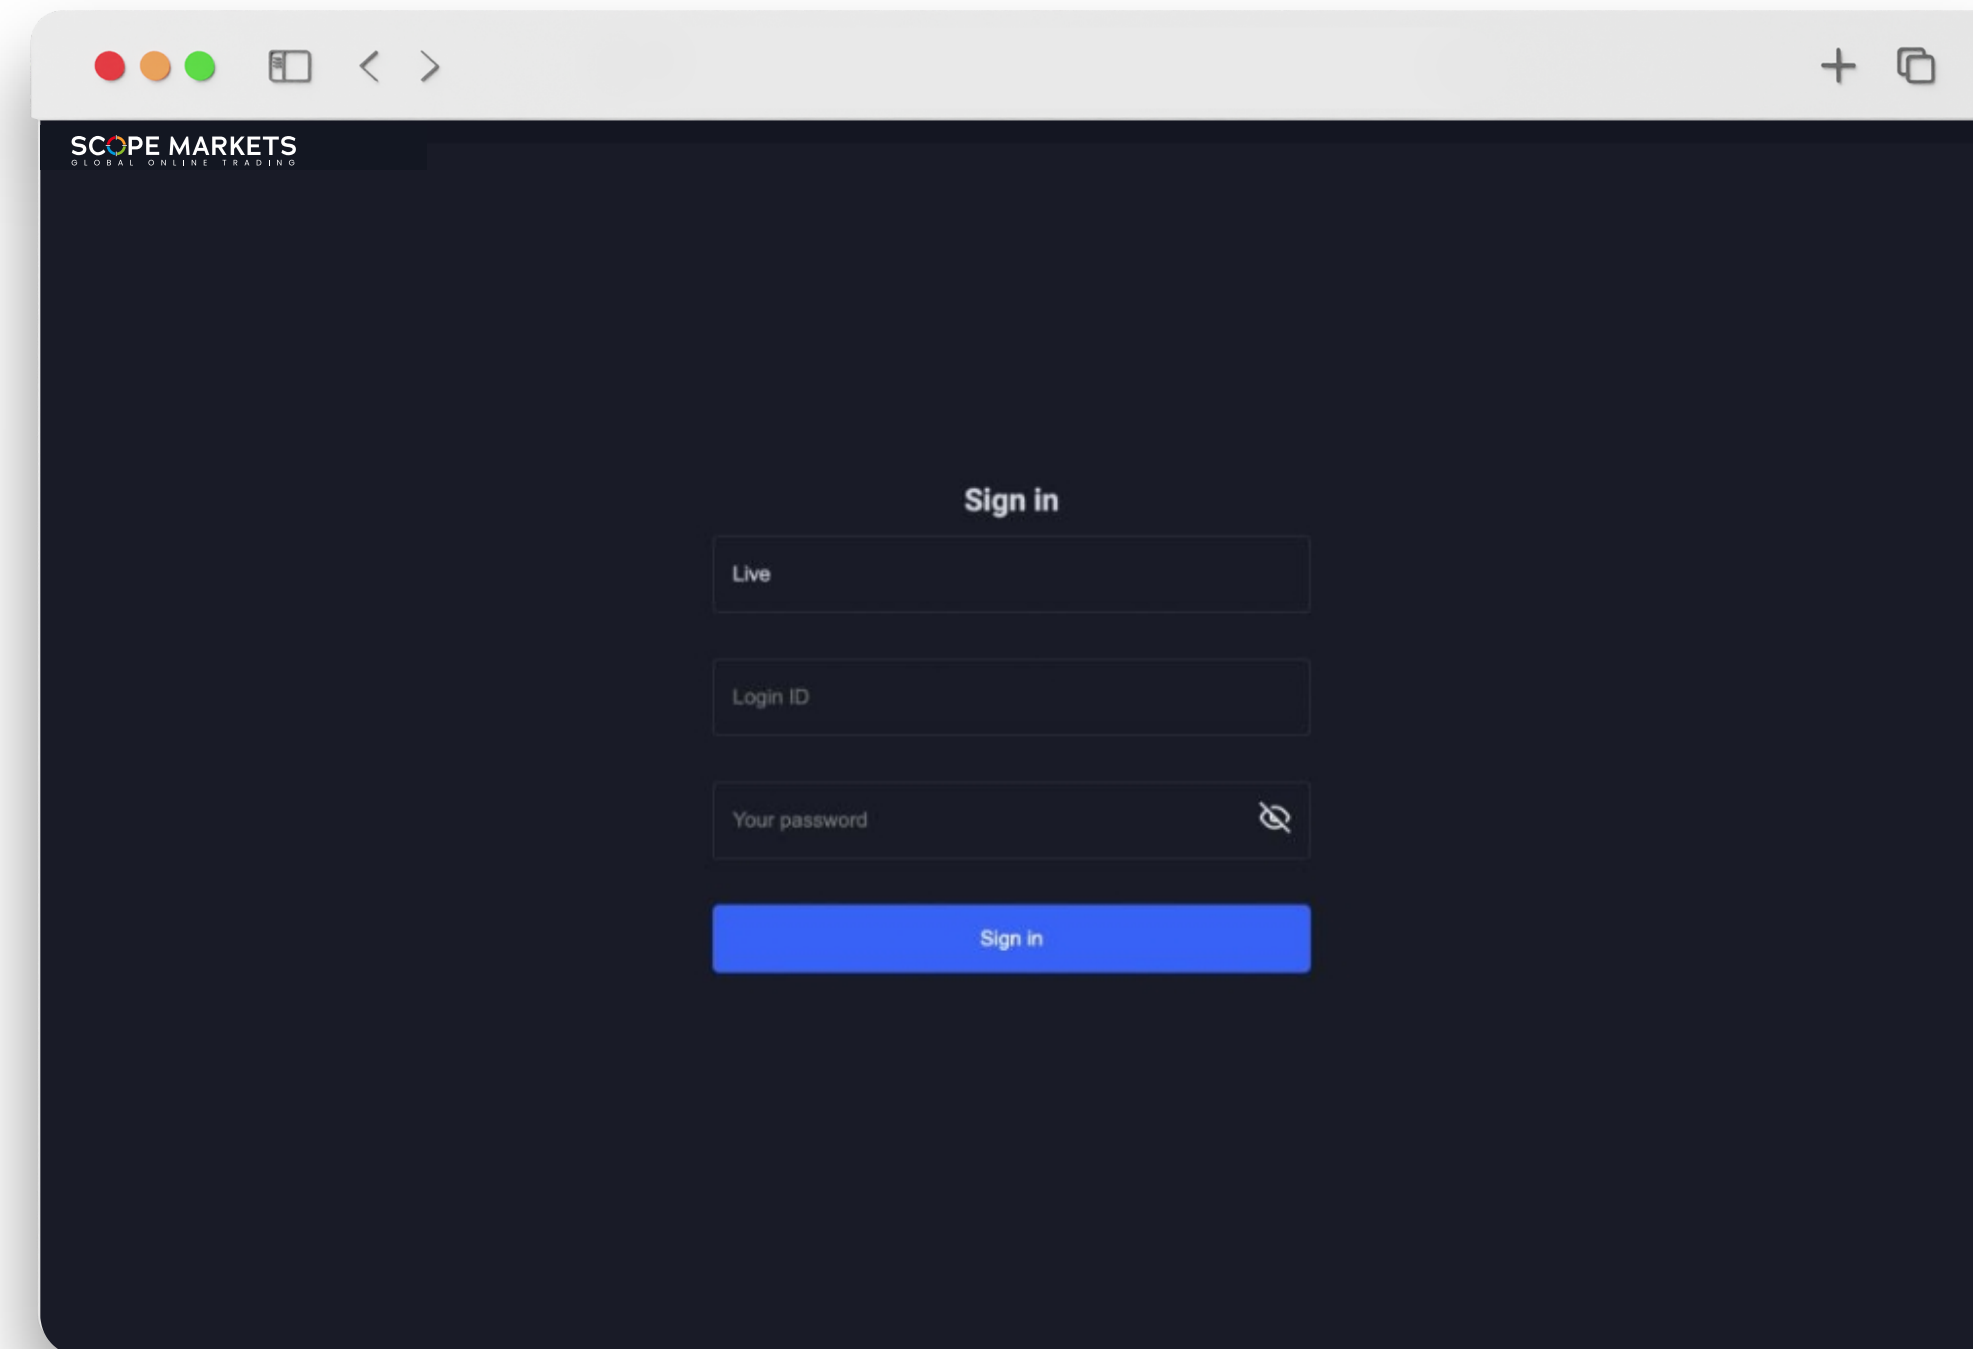 SCOPE MARKETS
GLOBAL ONLINE TRADING
Sign in
Live
Login ID
Your password
Sign in